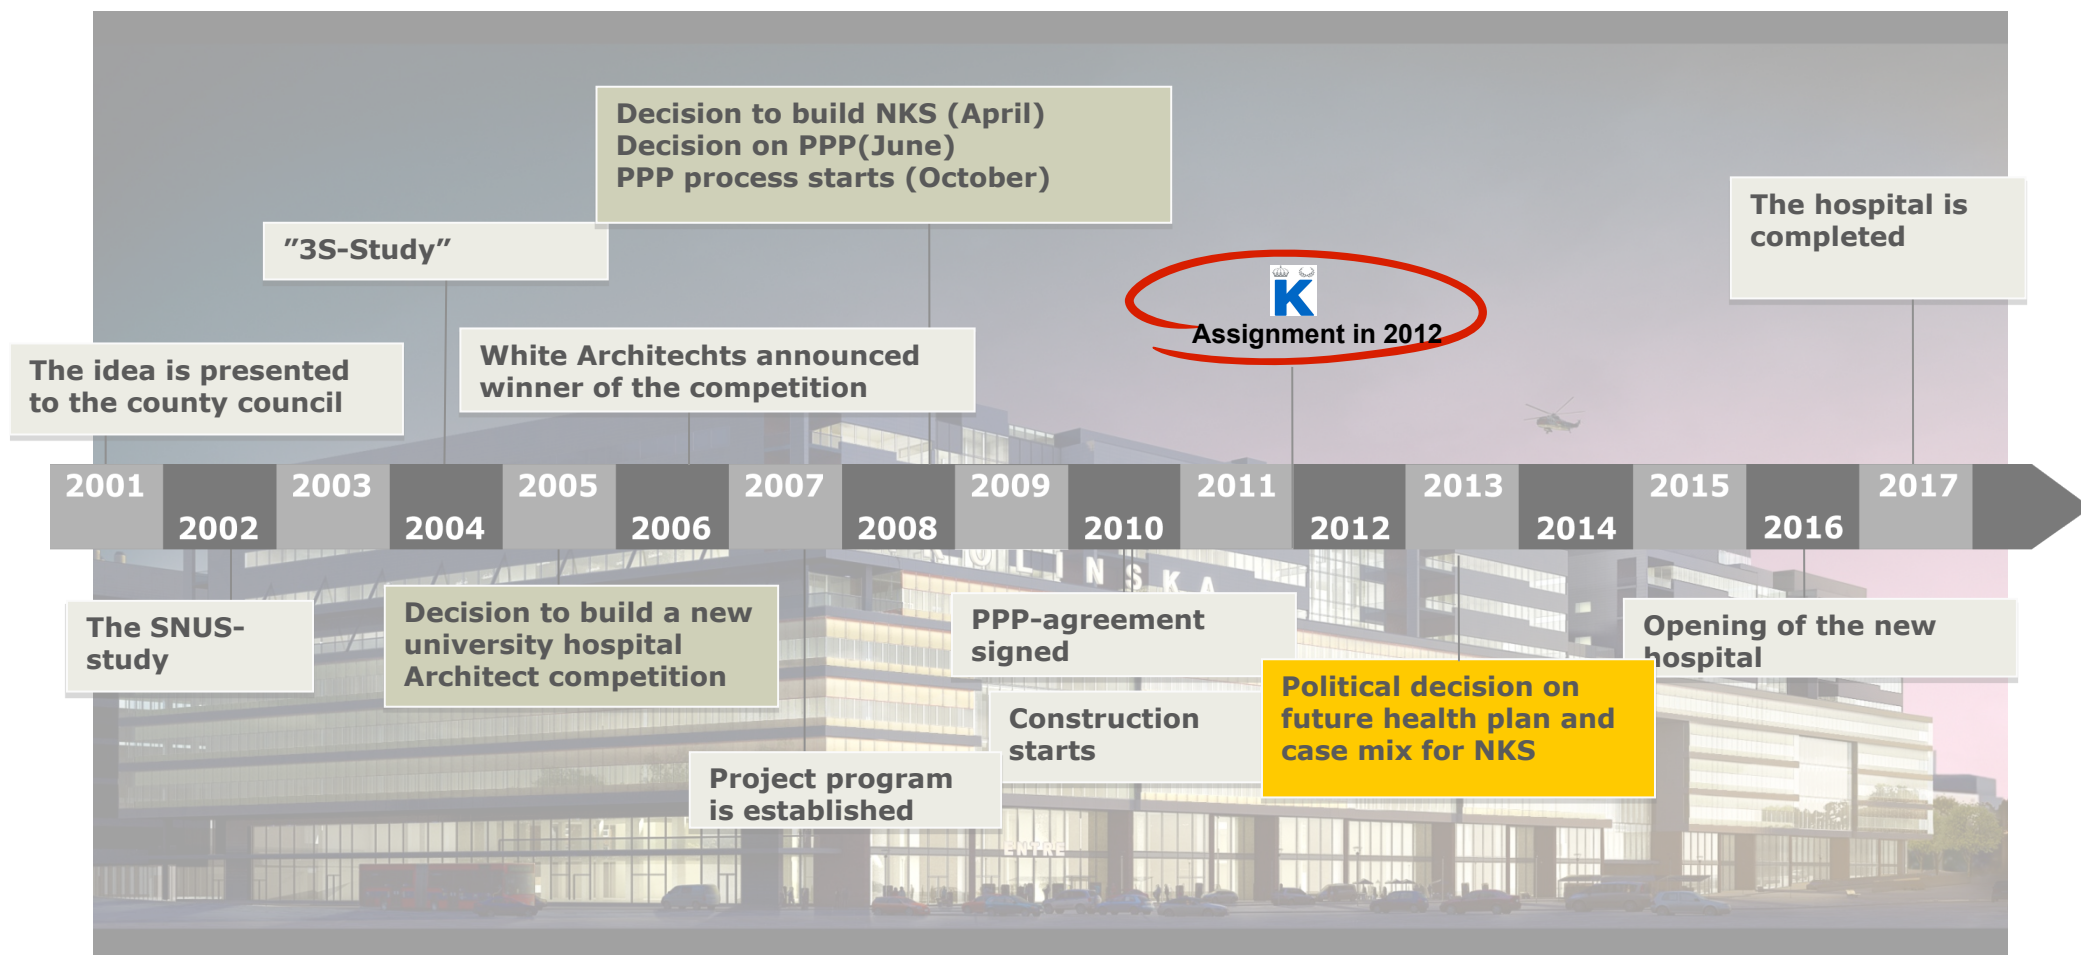 Decision to build NKS (April)
Decision on PPP(June)
PPP process starts (October)
The hospital is
completed
”3S-Study”
K
Assignment in 2012
White Architechts announced
winner of the competition
The idea is presented
to the county council
2001
2002
2003
2004
2005
2006
2007
2008
2009
2010
2011
2012
2013
2014
2015
2016
2017
OLINSKA
The SNUS-
study
Decision to build a new
university hospital
Architect competition
PPP-agreement
signed
Opening of the new
hospital
Construction
starts
Political decision on
future health plan and
case mix for NKS
Project program
is established
ENTRE